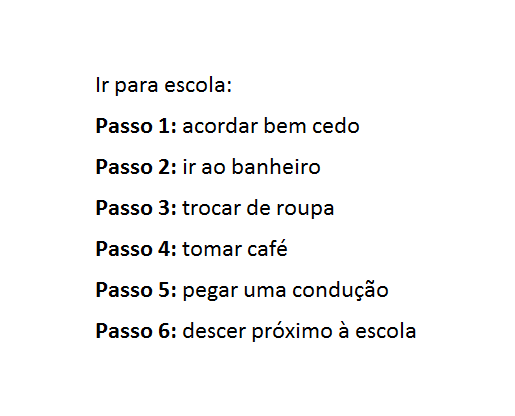 Ir para escola:
Passo 1: acordar bem cedo
Passo 2: ir ao banheiro
Passo 3: trocar de roupa
Passo 4: tomar café
Passo 5: pegar uma condução
Passo 6: descer próximo à escola